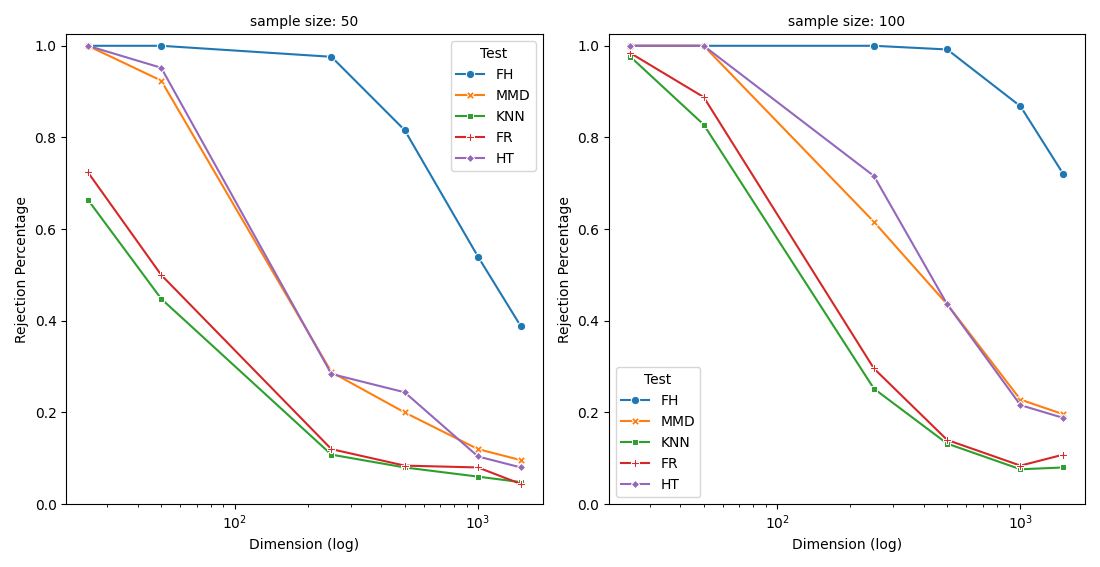 sample size: 50
Rejection Percentage
1.0
0.8
0.6
0.4
0.2
0.0
10²
10³
Dimension (log)
Test
FH
MMD
KNN
FR
HT
sample size: 100
Rejection Percentage
1.0
0.8
0.6
0.4
0.2
0.0
10²
10³
Dimension (log)
Test
FH
MMD
KNN
FR
HT